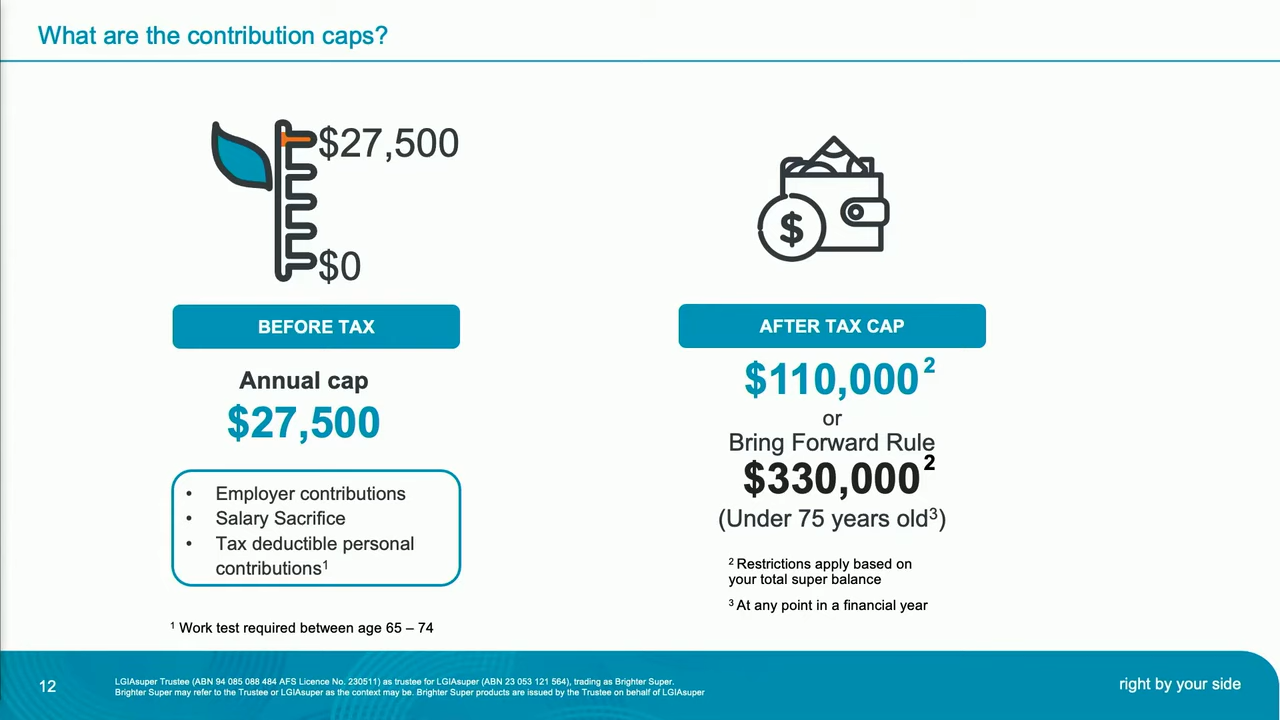 What are the contribution caps?
$27,500
$0
BEFORE TAX
Annual cap
$27,500
• Employer contributions
• Salary Sacrifice
• Tax deductible personal
contributions¹
¹ Work test required between age 65 – 74
$
AFTER TAX CAP
$110,000²
or
Bring Forward Rule
$330,000²
(Under 75 years old³)
² Restrictions apply based on
your total super balance
³ At any point in a financial year
12
LGIAsuper Trustee (ABN 94 085 088 484 AFS Licence No. 230511) as trustee for LGIAsuper (ABN 23 053 121 564), trading as Brighter Super.
Brighter Super may refer to the Trustee or LGIAsuper as the context may be. Brighter Super products are issued by the Trustee on behalf of LGIAsuper
right by your side